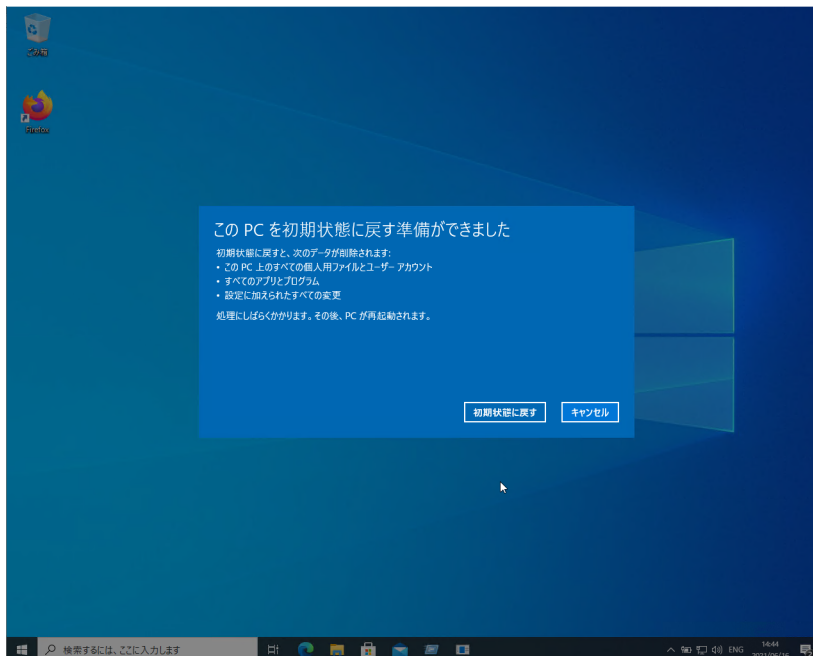 ごみ箱
Firefox
この PC を初期状態に戻す準備ができました
初期状態に戻すと、次のデータが削除されます:
• この PC 上のすべての個人用ファイルとユーザー アカウント
• すべてのアプリとプログラム
• 設定に加えられたすべての変更
処理にしばらくかかります。その後、PC が再起動されます。
初期状態に戻す
キャンセル
検索するには、ここに入力します
ENG
14:44
2021/06/16